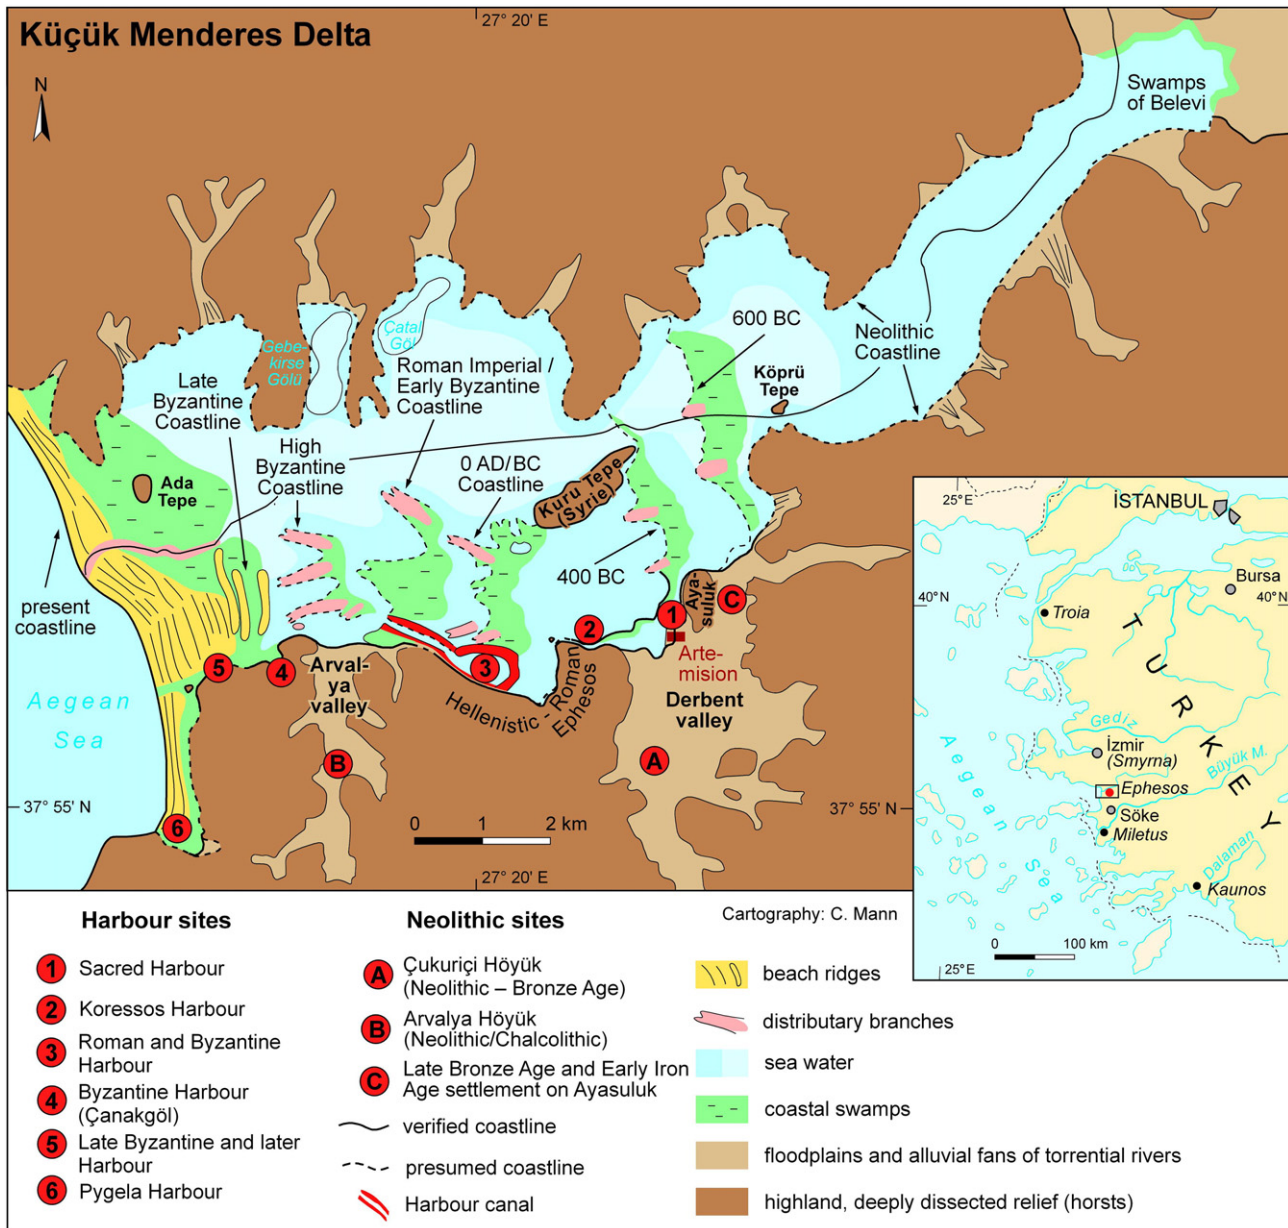 Küçük Menderes Delta
27° 20' E
N
Swamps
of Belevi
600 BC
Neolithic
Coastline
Köprü
Tepe
Çatal
Göl
Gebe-
kirse
Gölü
Roman Imperial /
Early Byzantine
Coastline
Late
Byzantine
Coastline
High
Byzantine
Coastline
0 AD/BC
Coastline
Kuru Tepe
(Syrie)
Ada
Tepe
400 BC
Aya-
suluk
C
present
coastline
1
2
Arte-
mision
Arval-
ya
valley
3
4
5
Hellenistic - Roman
Ephesos
Derbent
valley
Aegean
Sea
B
A
37° 55' N
37° 55' N
6
0 1 2 km
27° 20' E
25° E
İSTANBUL
Bursa
40° N
40° N
Troia
TURKEY
Gediz
İzmir
(Smyrna)
Büyük M.
Ephesos
Söke
Miletus
Aegean Sea
Dalaman
Kaunos
0 100 km
25° E
Harbour sites
1 Sacred Harbour
2 Koressos Harbour
3 Roman and Byzantine
Harbour
4 Byzantine Harbour
(Çanakgöl)
5 Late Byzantine and later
Harbour
6 Pygela Harbour
Neolithic sites
A Çukuriçi Höyük
(Neolithic – Bronze Age)
B Arvalya Höyük
(Neolithic/Chalcolithic)
C Late Bronze Age and Early Iron
Age settlement on Ayasuluk
verified coastline
presumed coastline
Harbour canal
Cartography: C. Mann
beach ridges
distributary branches
sea water
coastal swamps
floodplains and alluvial fans of torrential rivers
highland, deeply dissected relief (horsts)